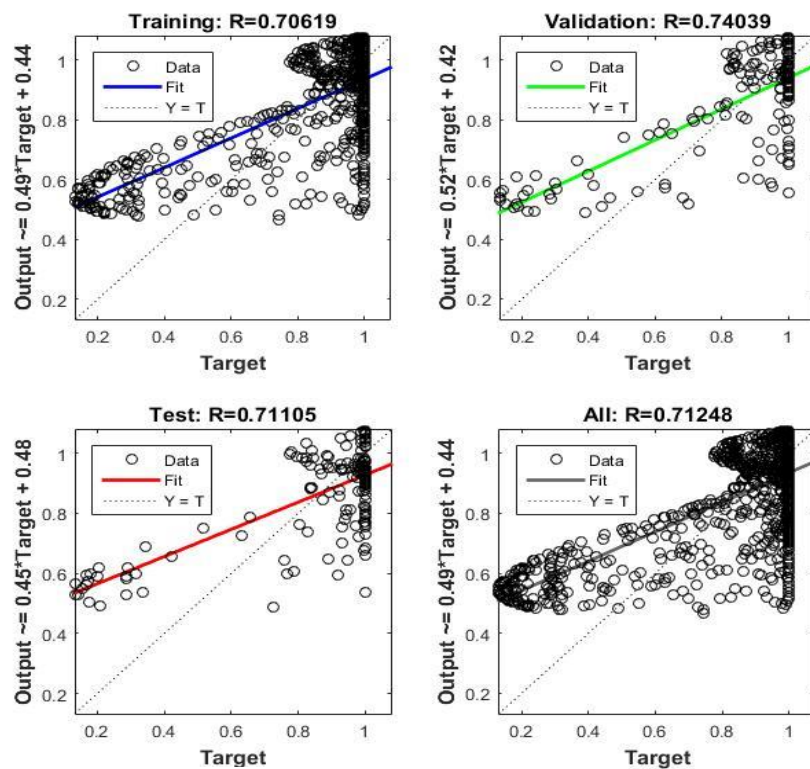 Training: R=0.70619
Output ~= 0.49*Target + 0.44
1
0.8
0.6
0.4
0.2
Data
Fit
Y = T
0.2 0.4 0.6 0.8 1
Target
Validation: R=0.74039
Output ~= 0.52*Target + 0.42
1
0.8
0.6
0.4
0.2
Data
Fit
Y = T
0.2 0.4 0.6 0.8 1
Target
Test: R=0.71105
Output ~= 0.45*Target + 0.48
1
0.8
0.6
0.4
0.2
Data
Fit
Y = T
0.2 0.4 0.6 0.8 1
Target
All: R=0.71248
Output ~= 0.49*Target + 0.44
1
0.8
0.6
0.4
0.2
Data
Fit
Y = T
0.2 0.4 0.6 0.8 1
Target